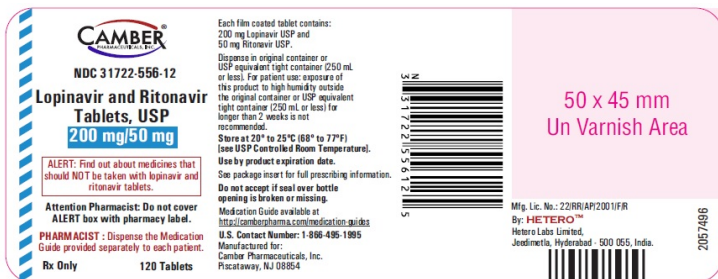 CAMBER®
PHARMACEUTICALS, INC.
NDC 31722-556-12
Lopinavir and Ritonavir
Tablets, USP
200 mg/50 mg
ALERT: Find out about medicines that
should NOT be taken with lopinavir and
ritonavir tablets.
Attention Pharmacist: Do not cover
ALERT box with pharmacy label.
PHARMACIST : Dispense the Medication
Guide provided separately to each patient.
Rx Only 120 Tablets
Each film coated tablet contains:
200 mg Lopinavir USP and
50 mg Ritonavir USP.
Dispense in original container or
USP equivalent tight container (250 mL
or less). For patient use: exposure of
this product to high humidity outside
the original container or USP equivalent
tight container (250 mL or less) for
longer than 2 weeks is not
recommended.
Store at 20° to 25°C (68° to 77°F)
(see USP Controlled Room Temperature).
Use by product expiration date.
See package insert for full prescribing information.
Do not accept if seal over bottle
opening is broken or missing.
Medication Guide available at
http://camberpharma.com/medication-guides
U.S. Contact Number: 1-866-495-1995
Manufactured for:
Camber Pharmaceuticals, Inc.
Piscataway, NJ 08854
N
3 31722 55612 5
50 x 45 mm
Un Varnish Area
Mfg. Lic. No.: 22/RR/AP/2001/F/R
By: HETERO™
Hetero Labs Limited,
Jeedimetla, Hyderabad - 500 055, India.
2057496